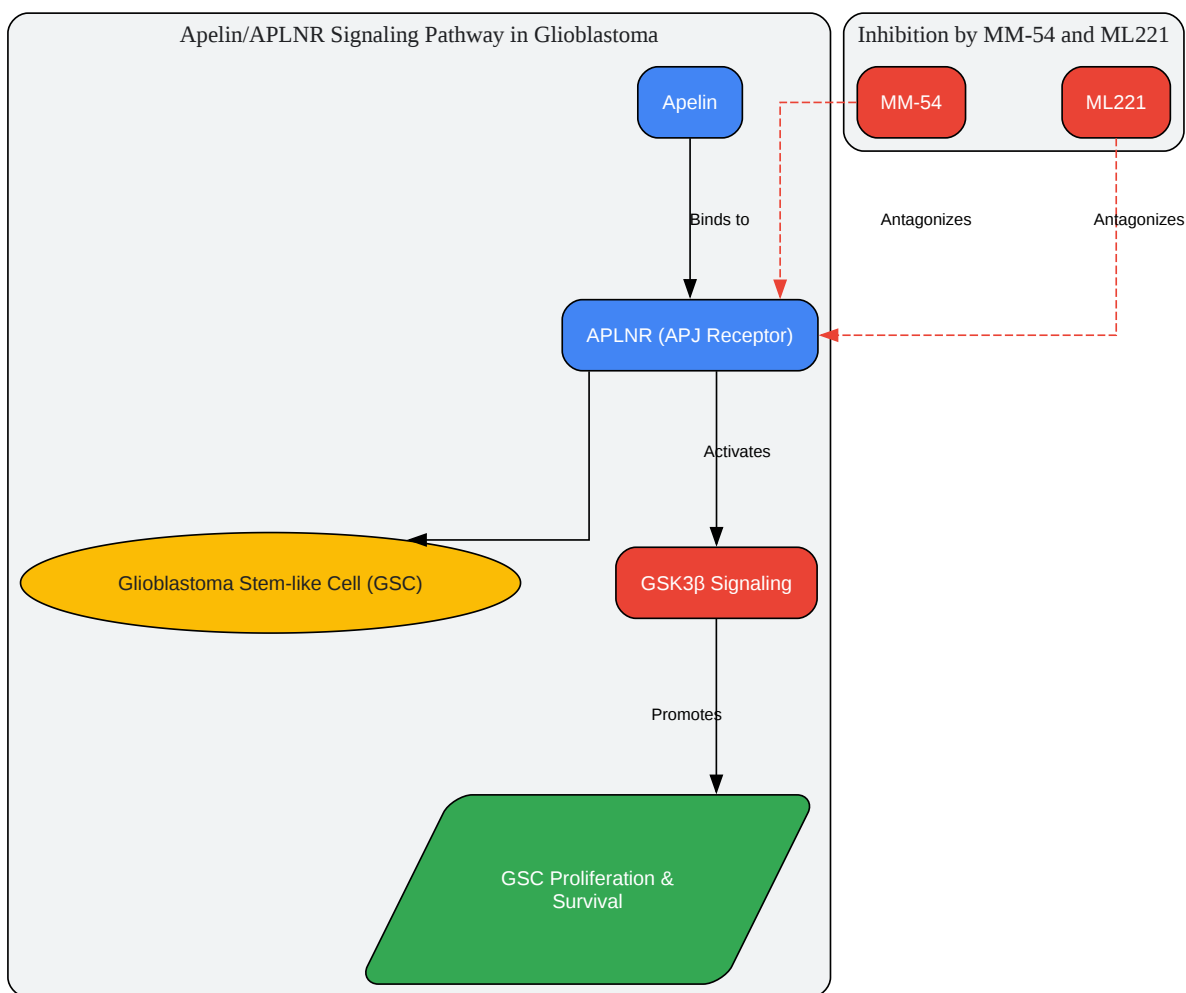 Apelin/APLNR Signaling Pathway in Glioblastoma
Inhibition by MM-54 and ML221
Apelin
MM-54
ML221
Binds to
Antagonizes
Antagonizes
APLNR (APJ Receptor)
Activates
Glioblastoma Stem-like Cell (GSC)
GSK3β Signaling
Promotes
GSC Proliferation &
Survival